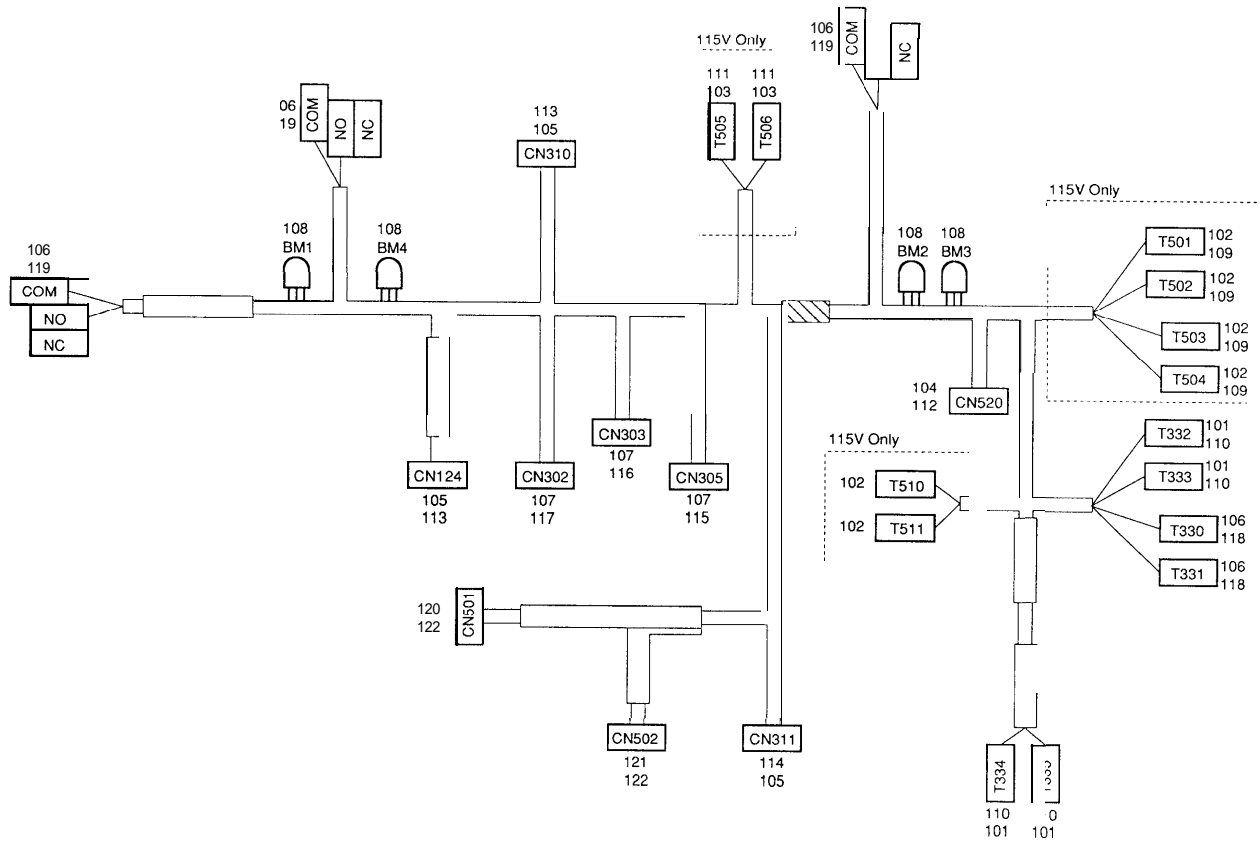 115V Only
106
119
COM
NC
111
103
T505
111
103
T506
06
19
COM
NO
NC
113
105
CN310
115V Only
108
BM1
108
BM4
108
BM2
108
BM3
106
119
COM
NO
NC
T501
102
109
T502
102
109
T503
102
109
T504
102
109
104
112
CN520
CN303
107
116
115V Only
CN124
105
113
CN302
107
117
CN305
107
115
102
T510
102
T511
T332
101
110
T333
101
110
T330
106
118
T331
106
118
120
122
CN501
CN502
121
122
CN311
114
105
T334
110
101
0
101